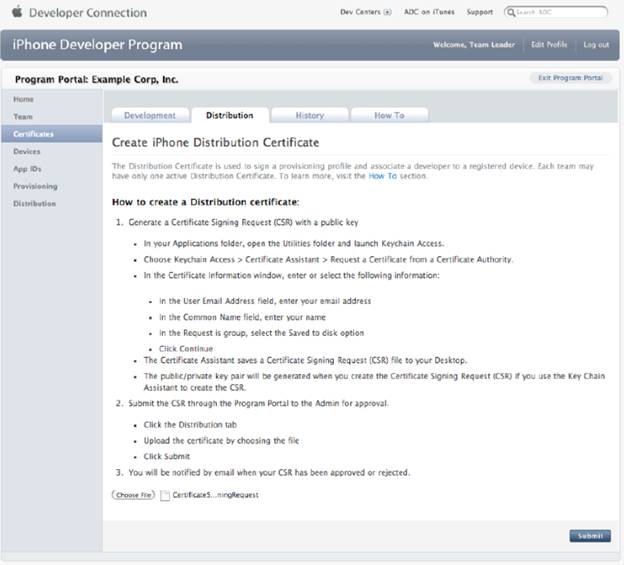 Developer Connection
Dev Centers ADC on iTunes Support Search ADC
iPhone Developer Program
Welcome, Team Leader Edit Profile Log out
Program Portal: Example Corp, Inc.
Exit Program Portal
Home
Team
Certificates
Devices
App IDs
Provisioning
Distribution
Development Distribution History How To
Create iPhone Distribution Certificate
The Distribution Certificate is used to sign a provisioning profile and associate a developer to a registered device. Each team may
have only one active Distribution Certificate. To learn more, visit the How To section.
How to create a Distribution certificate:
1. Generate a Certificate Signing Request (CSR) with a public key
• In your Applications folder, open the Utilities folder and launch Keychain Access.
• Choose Keychain Access > Certificate Assistant > Request a Certificate from a Certificate Authority.
• In the Certificate Information window, enter or select the following information:
• In the User Email Address field, enter your email address
• In the Common Name field, enter your name
• In the Request is group, select the Saved to disk option
• Click Continue
• The Certificate Assistant saves a Certificate Signing Request (CSR) file to your Desktop.
• The public/private key pair will be generated when you create the Certificate Signing Request (CSR) if you use the Key Chain
Assistant to create the CSR.
2. Submit the CSR through the Program Portal to the Admin for approval.
• Click the Distribution tab
• Upload the certificate by choosing the file
• Click Submit
3. You will be notified by email when your CSR has been approved or rejected.
Choose File CertificateS...ningRequest
Submit